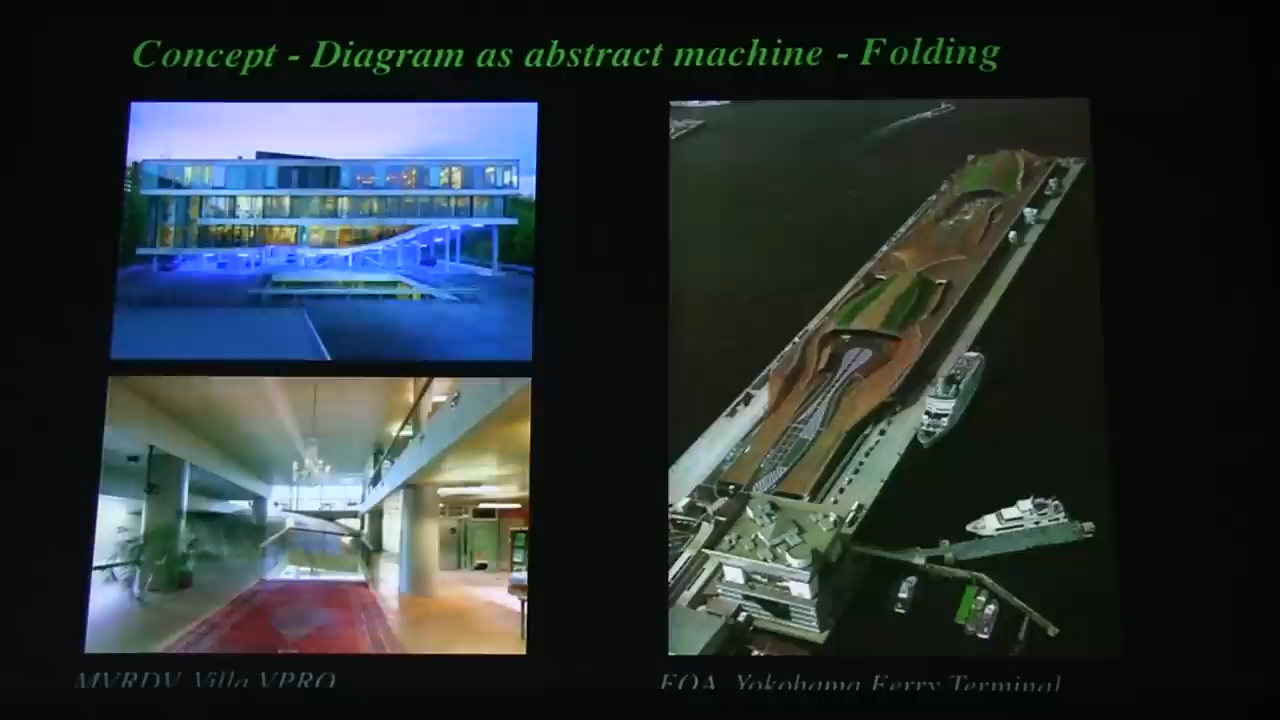 Concept - Diagram as abstract machine - Folding
MVRDV, Villa VPRO
FOA, Yokohama Ferry Terminal